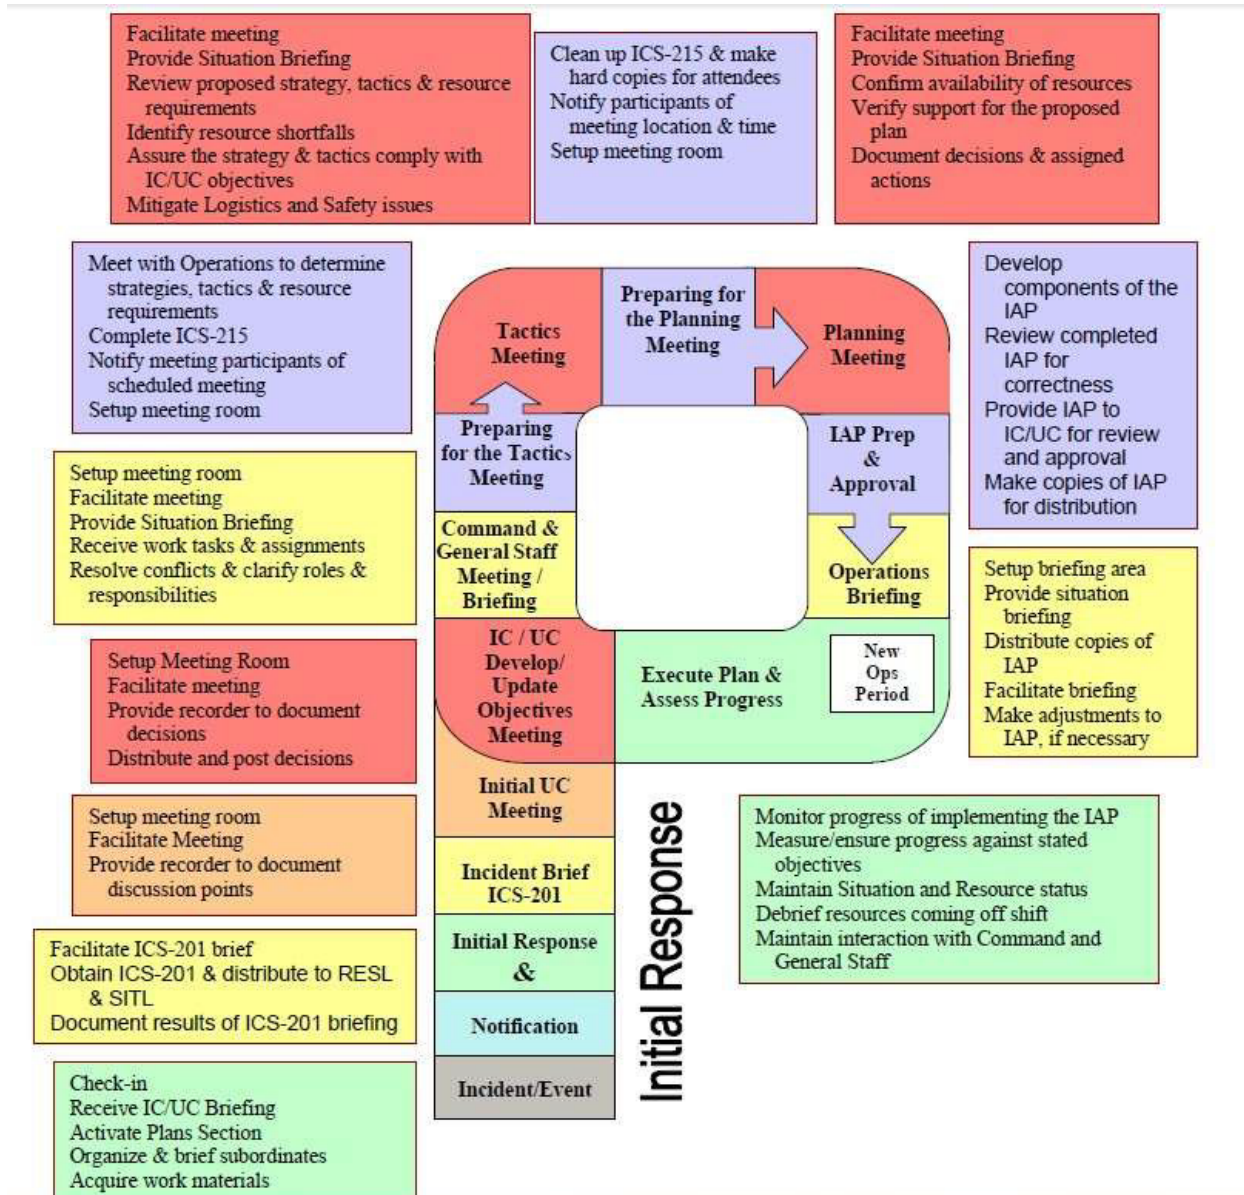 Facilitate meeting
Provide Situation Briefing
Review proposed strategy, tactics & resource
requirements
Identify resource shortfalls
Assure the strategy & tactics comply with
IC/UC objectives
Mitigate Logistics and Safety issues
Clean up ICS-215 & make
hard copies for attendees
Notify participants of
meeting location & time
Setup meeting room
Facilitate meeting
Provide Situation Briefing
Confirm availability of resources
Verify support for the proposed
plan
Document decisions & assigned
actions
Meet with Operations to determine
strategies, tactics & resource
requirements
Complete ICS-215
Notify meeting participants of
scheduled meeting
Setup meeting room
Tactics
Meeting
Preparing for
the Planning
Meeting
Planning
Meeting
Develop
components of the
IAP
Review completed
IAP for
correctness
Provide IAP to
IC/UC for review
and approval
Make copies of IAP
for distribution
Preparing
for the Tactics
Meeting
IAP Prep
&
Approval
Setup meeting room
Facilitate meeting
Provide Situation Briefing
Receive work tasks & assignments
Resolve conflicts & clarify roles &
responsibilities
Command &
General Staff
Meeting /
Briefing
Operations
Briefing
Setup briefing area
Provide situation
briefing
Distribute copies of
IAP
Facilitate briefing
Make adjustments to
IAP, if necessary
Setup Meeting Room
Facilitate meeting
Provide recorder to document
decisions
Distribute and post decisions
IC / UC
Develop/
Update
Objectives
Meeting
Execute Plan &
Assess Progress
New
Ops
Period
Setup meeting room
Facilitate Meeting
Provide recorder to document
discussion points
Initial UC
Meeting
Incident Brief
ICS-201
Initial Response
&
Notification
Incident/Event
Initial Response
Monitor progress of implementing the IAP
Measure/ensure progress against stated
objectives
Maintain Situation and Resource status
Debrief resources coming off shift
Maintain interaction with Command and
General Staff
Facilitate ICS-201 brief
Obtain ICS-201 & distribute to RESL
& SITL
Document results of ICS-201 briefing
Check-in
Receive IC/UC Briefing
Activate Plans Section
Organize & brief subordinates
Acquire work materials